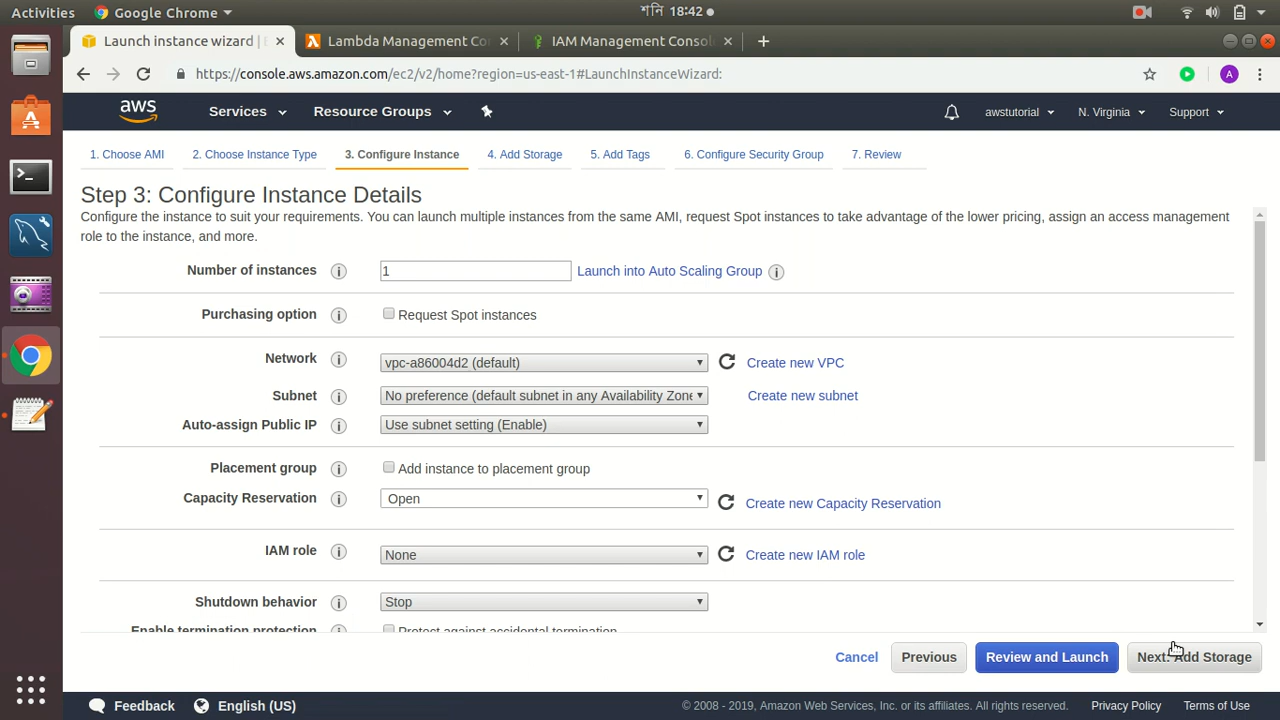 Activities Google Chrome শনি 18:42
Launch instance wizard | Lambda Management Co IAM Management Consol
https://console.aws.amazon.com/ec2/v2/home?region=us-east-1#LaunchInstanceWizard: A
aws Services Resource Groups awstutorial N. Virginia Support
1. Choose AMI 2. Choose Instance Type 3. Configure Instance 4. Add Storage 5. Add Tags 6. Configure Security Group 7. Review
Step 3: Configure Instance Details
Configure the instance to suit your requirements. You can launch multiple instances from the same AMI, request Spot instances to take advantage of the lower pricing, assign an access management
role to the instance, and more.
Number of instances 1 Launch into Auto Scaling Group
Purchasing option Request Spot instances
Network vpc-a86004d2 (default) Create new VPC
Subnet No preference (default subnet in any Availability Zone Create new subnet
Auto-assign Public IP Use subnet setting (Enable)
Placement group Add instance to placement group
Capacity Reservation Open Create new Capacity Reservation
IAM role None Create new IAM role
Shutdown behavior Stop
Enable termination protection Protect against accidental termination
Cancel Previous Review and Launch Next: Add Storage
Feedback English (US) © 2008 - 2019, Amazon Web Services, Inc. or its affiliates. All rights reserved. Privacy Policy Terms of Use